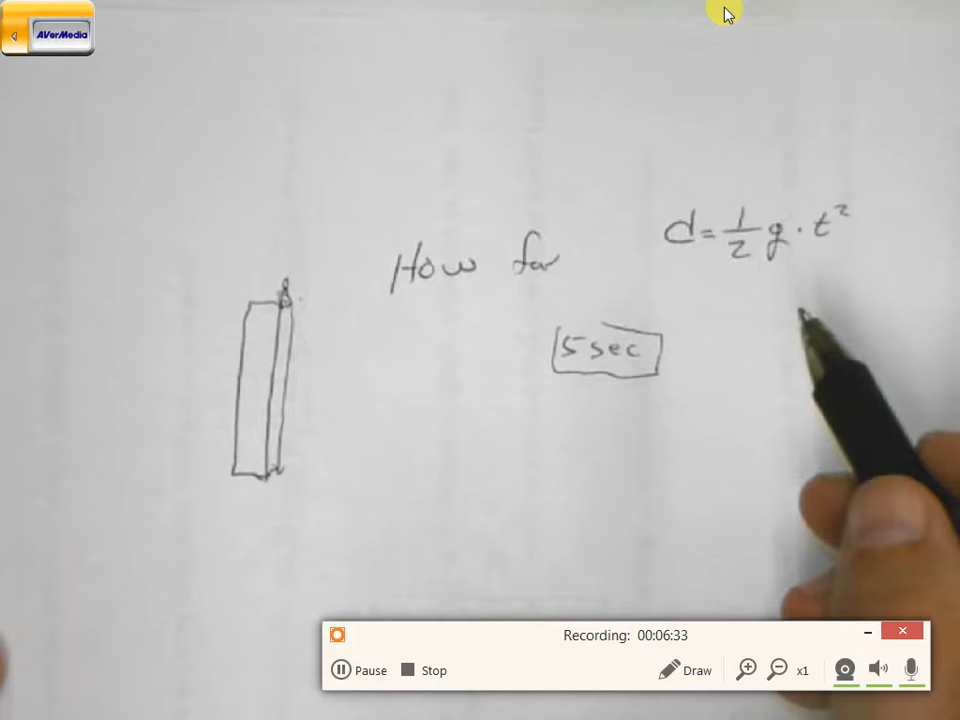 AVerMedia
How far
d = 1/2 g · t²
5 sec
Recording: 00:06:33
Pause
Stop
Draw
x1